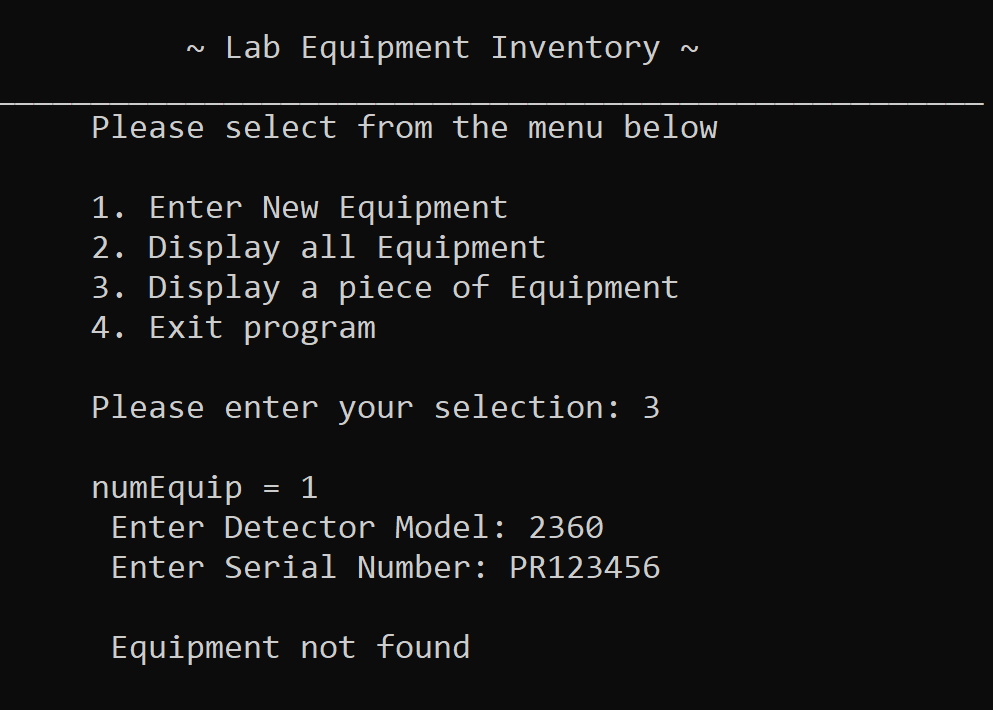 ~ Lab Equipment Inventory ~
Please select from the menu below
1. Enter New Equipment
2. Display all Equipment
3. Display a piece of Equipment
4. Exit program
Please enter your selection: 3
numEquip = 1
Enter Detector Model: 2360
Enter Serial Number: PR123456
Equipment not found